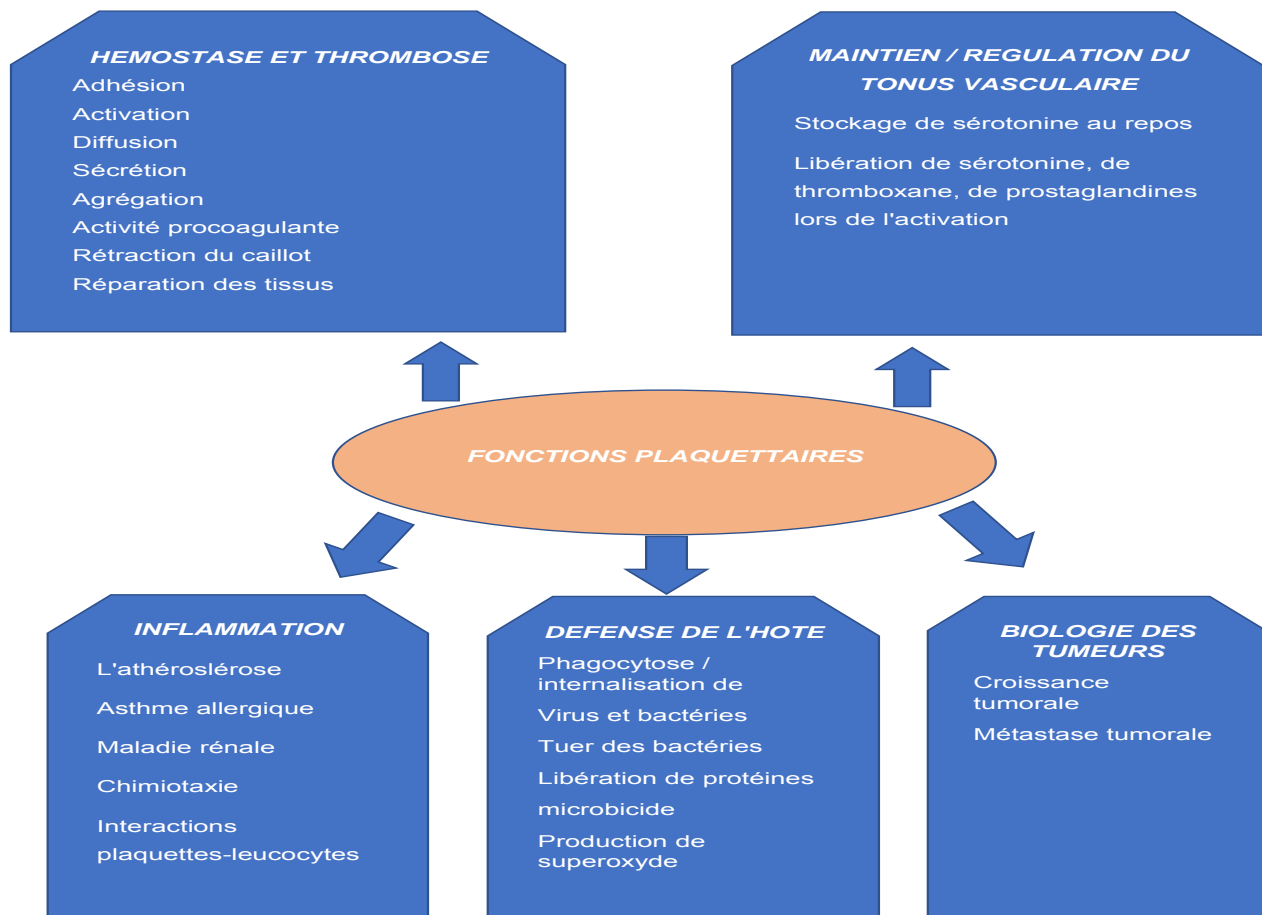 HEMOSTASE ET THROMBOSE
Adhésion
Activation
Diffusion
Sécrétion
Agrégation
Activité procoagulante
Rétraction du caillot
Réparation des tissus
MAINTIEN / REGULATION DU
TONUS VASCULAIRE
Stockage de sérotonine au repos
Libération de sérotonine, de
thromboxane, de prostaglandines
lors de l'activation
FONCTIONS PLAQUETTAIRES
INFLAMMATION
L'athéroslérose
Asthme allergique
Maladie rénale
Chimiotaxie
Interactions
plaquettes-leucocytes
DEFENSE DE L'HOTE
Phagocytose /
internalisation de
Virus et bactéries
Tuer des bactéries
Libération de protéines
microbicide
Production de
superoxyde
BIOLOGIE DES
TUMEURS
Croissance
tumorale
Métastase tumorale